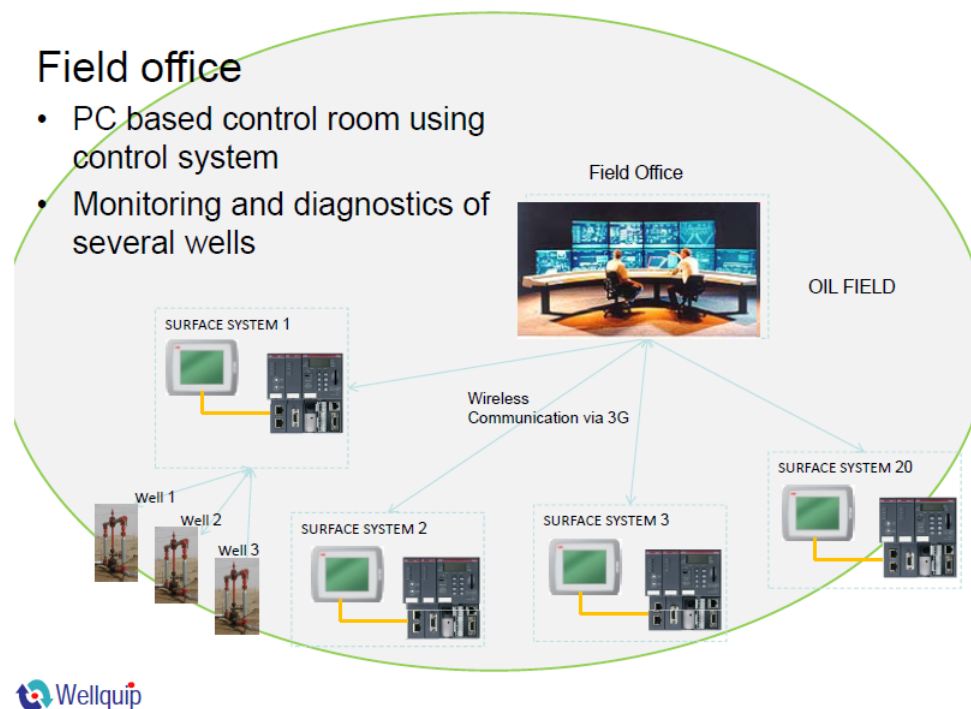 Field office
• PC based control room using
control system
• Monitoring and diagnostics of
several wells
Field Office
OIL FIELD
SURFACE SYSTEM 1
Wireless
Communication via 3G
Well 1
Well 2
Well 3
SURFACE SYSTEM 2
SURFACE SYSTEM 3
SURFACE SYSTEM 20
Wellquip